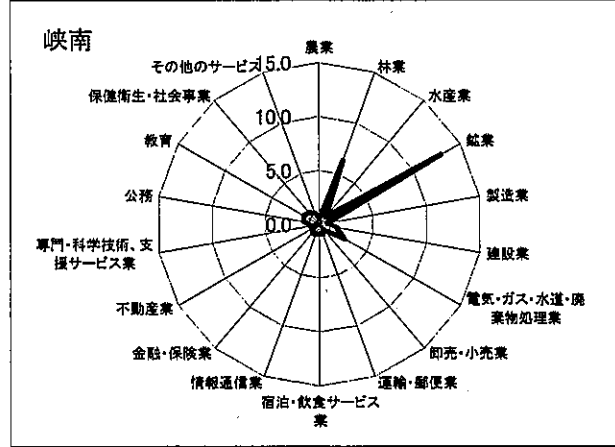 峡南
農業
林業
水産業
鉱業
製造業
建設業
電気・ガス・水道・廃
棄物処理業
卸売・小売業
運輸・郵便業
宿泊・飲食サービス
業
情報通信業
金融・保険業
不動産業
専門・科学技術、支
援サービス業
公務
教育
保健衛生・社会事業
その他のサービス
15.0
10.0
5.0
0.0